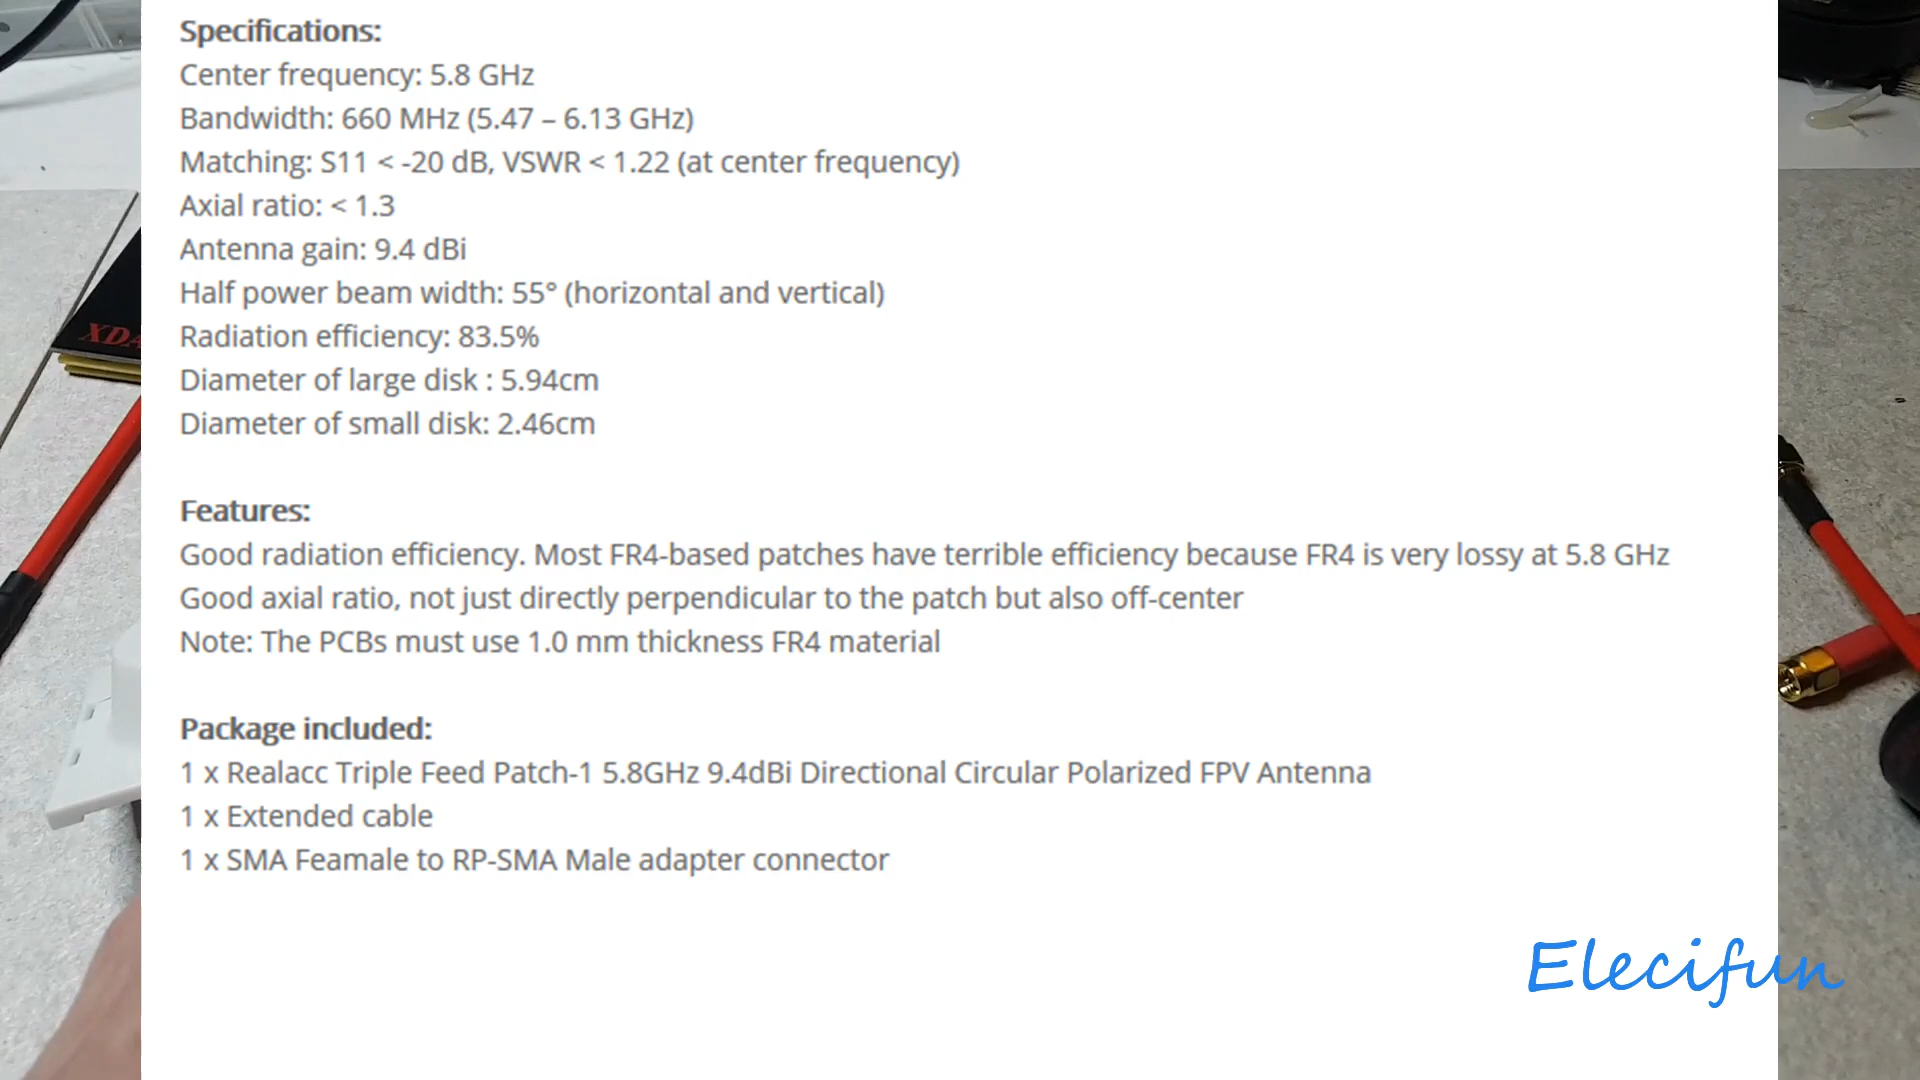 Specifications:
Center frequency: 5.8 GHz
Bandwidth: 660 MHz (5.47 – 6.13 GHz)
Matching: S11 < -20 dB, VSWR < 1.22 (at center frequency)
Axial ratio: < 1.3
Antenna gain: 9.4 dBi
Half power beam width: 55° (horizontal and vertical)
Radiation efficiency: 83.5%
XDA
Diameter of large disk : 5.94cm
Diameter of small disk: 2.46cm
Features:
Good radiation efficiency. Most FR4-based patches have terrible efficiency because FR4 is very lossy at 5.8 GHz
Good axial ratio, not just directly perpendicular to the patch but also off-center
Note: The PCBs must use 1.0 mm thickness FR4 material
Package included:
1 x Realacc Triple Feed Patch-1 5.8GHz 9.4dBi Directional Circular Polarized FPV Antenna
1 x Extended cable
1 x SMA Feamale to RP-SMA Male adapter connector
Elecifun